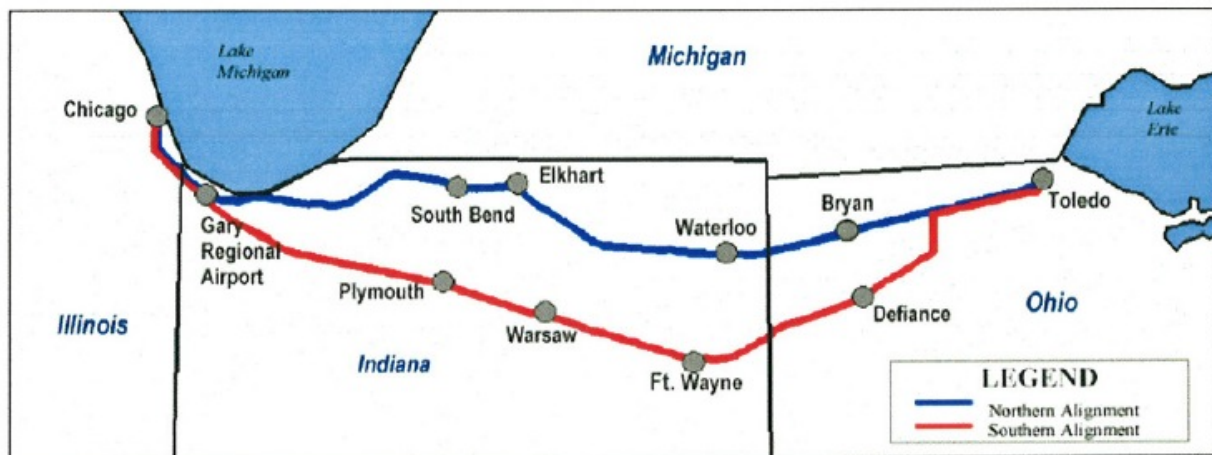 Lake
Michigan
Michigan
Chicago
Lake
Erie
Elkhart
South Bend
Bryan
Toledo
Waterloo
Gary
Regional
Airport
Plymouth
Defiance
Ohio
Illinois
Warsaw
Indiana
Ft. Wayne
LEGEND
Northern Alignment
Southern Alignment